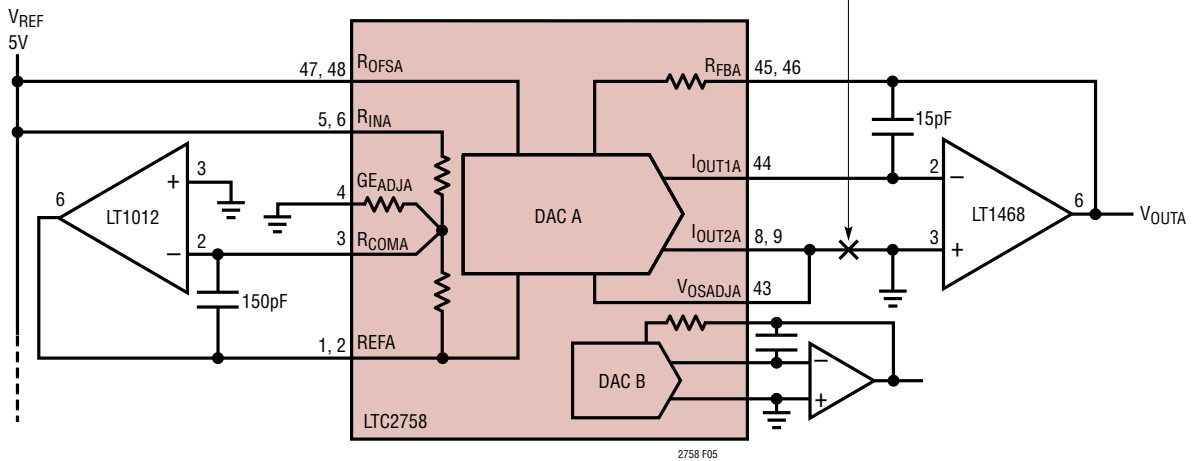 VREF
5V
47, 48
ROFSA
RFBA
45, 46
5, 6
RINA
15pF
GEADJA
4
IOUT1A
44
2
−
6
3
+
LT1012
DAC A
LT1468
6
VOUTA
3
RCOMA
IOUT2A
8, 9
3
+
2
−
150pF
VOSADJA
43
1, 2
REFA
DAC B
−
+
LTC2758
2758 F05